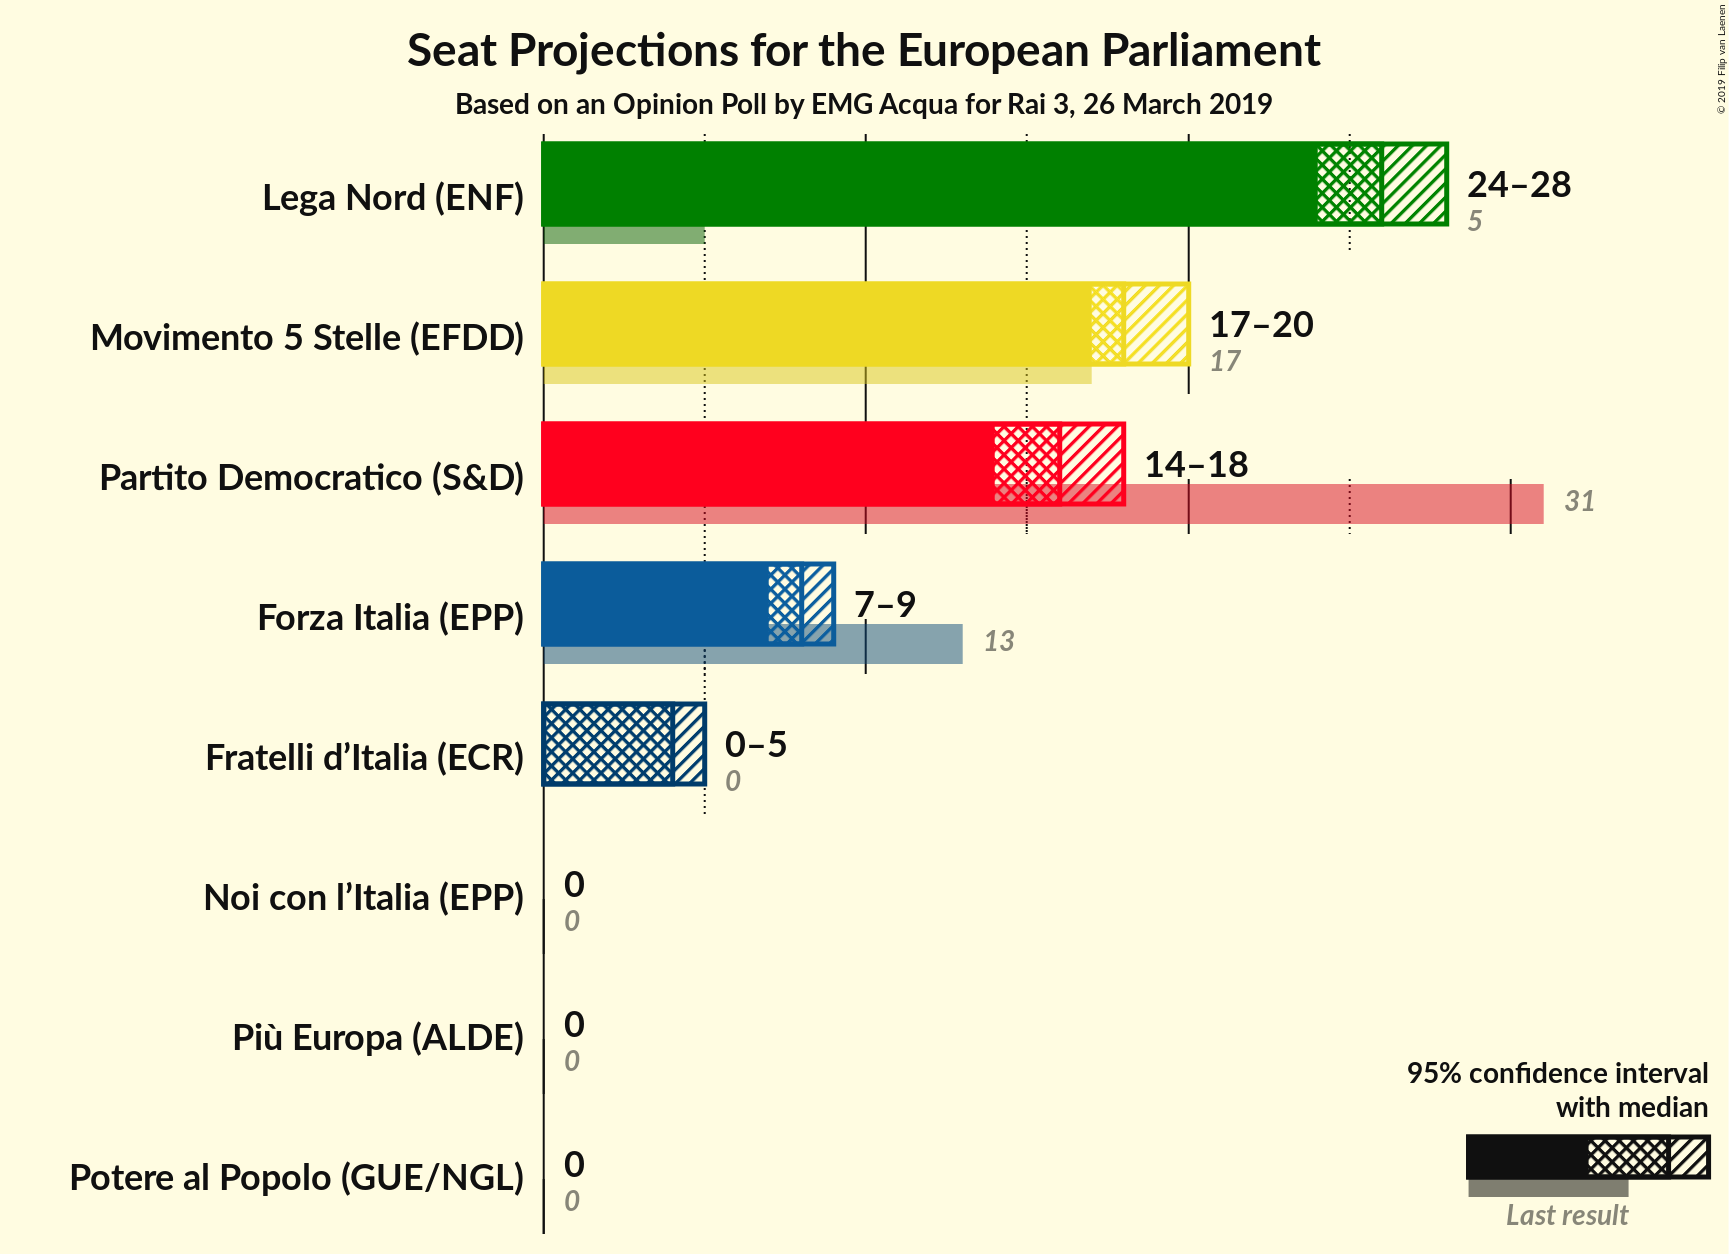 Seat Projections for the European Parliament
Based on an Opinion Poll by EMG Acqua for Rai 3, 26 March 2019
© 2019 Filip van Laenen
Lega Nord (ENF)
24–28
5
Movimento 5 Stelle (EFDD)
17–20
17
Partito Democratico (S&D)
14–18
31
Forza Italia (EPP)
7–9
13
Fratelli d’Italia (ECR)
0–5
0
Noi con l’Italia (EPP)
0
0
Più Europa (ALDE)
0
0
Potere al Popolo (GUE/NGL)
0
0
95% confidence interval
with median
Last result